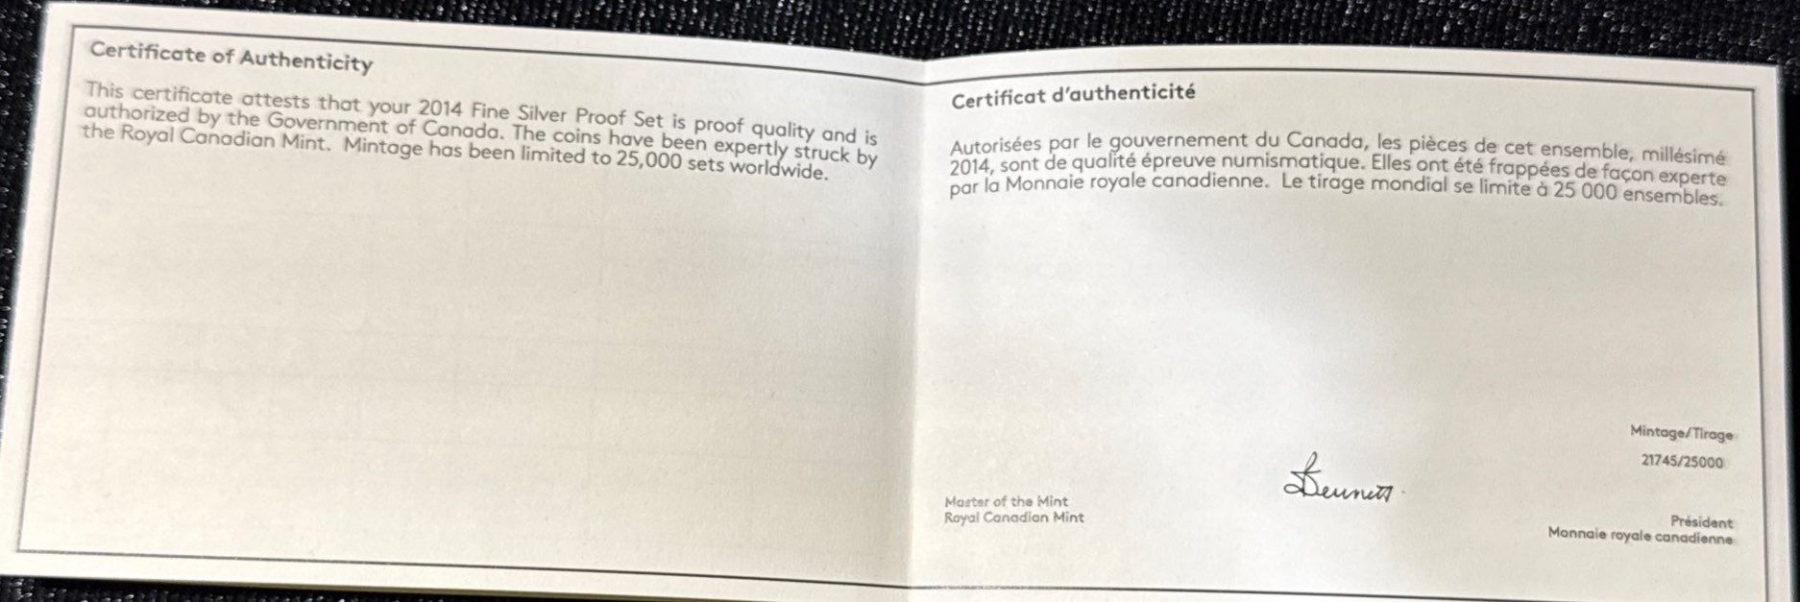 Certificate of Authenticity
This certificate attests that your 2014 Fine Silver Proof Set is proof quality and is
authorized by the Government of Canada. The coins have been expertly struck by
the Royal Canadian Mint. Mintage has been limited to 25,000 sets worldwide.
Certificat d'authenticité
Autorisées par le gouvernement du Canada, les pièces de cet ensemble, millésimé
2014, sont de qualité épreuve numismatique. Elles ont été frappées de façon experte
par la Monnaie royale canadienne. Le tirage mondial se limite à 25 000 ensembles.
Mintage/Tirage
21745/25000
Master of the Mint
Royal Canadian Mint
Président
Monnaie royale canadienne